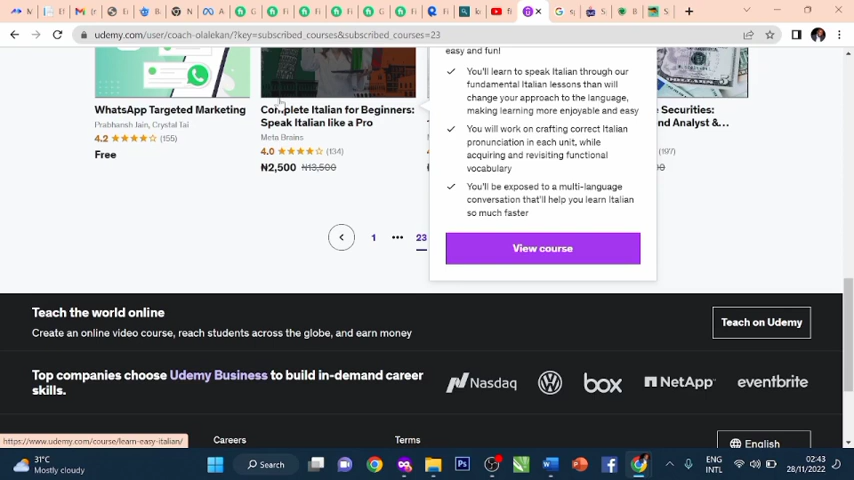 udemy.com/user/coach-olalekan/?key=subscribed_courses&subscribed_courses=23
easy and fun!
You'll learn to speak Italian through our
fundamental Italian lessons than will
change your approach to the language,
making learning more enjoyable and easy
You will work on crafting correct Italian
pronunciation in each unit, while
acquiring and revisiting functional
vocabulary
You'll be exposed to a multi-language
conversation that'll help you learn Italian
so much faster
View course
WhatsApp Targeted Marketing
Prabhansh Jain, Crystal Tai
4.2 (155)
Free
Complete Italian for Beginners:
Speak Italian like a Pro
Meta Brains
4.0 (134)
₦2,500 ₦13,500
Securities:
nd Analyst &...
(197)
1 ••• 23
Teach the world online
Create an online video course, reach students across the globe, and earn money
Teach on Udemy
Top companies choose Udemy Business to build in-demand career
skills.
Nasdaq
box
NetApp
eventbrite
https://www.udemy.com/course/learn-easy-italian/
Careers
Terms
English
31°C
Mostly cloudy
Search
ENG
INTL
02:43
28/11/2022